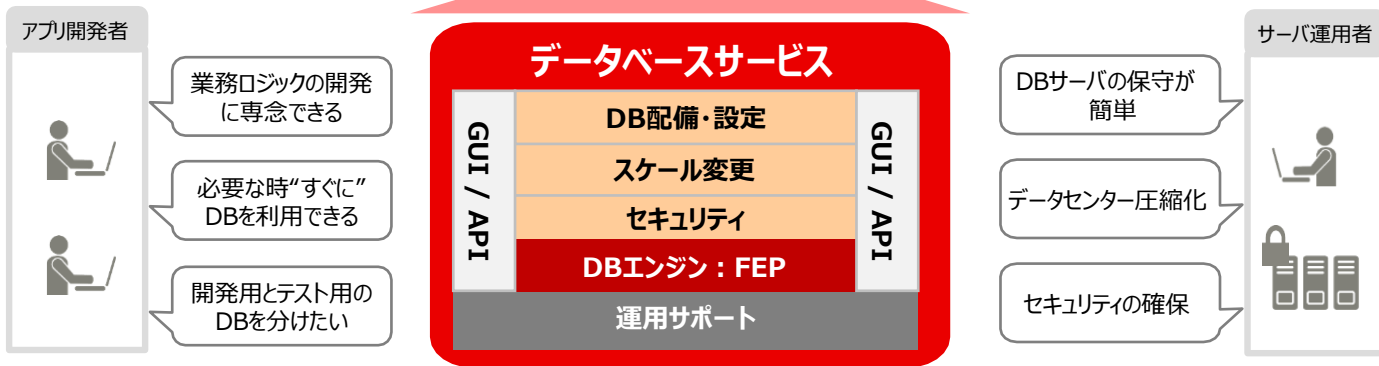 アプリ開発者
業務ロジックの開発
に専念できる
必要な時“すぐに”
DBを利用できる
開発用とテスト用の
DBを分けたい
データベースサービス
GUI / API
DB配備・設定
スケール変更
セキュリティ
DBエンジン：FEP
運用サポート
GUI / API
サーバ運用者
DBサーバの保守が
簡単
データセンター圧縮化
セキュリティの確保